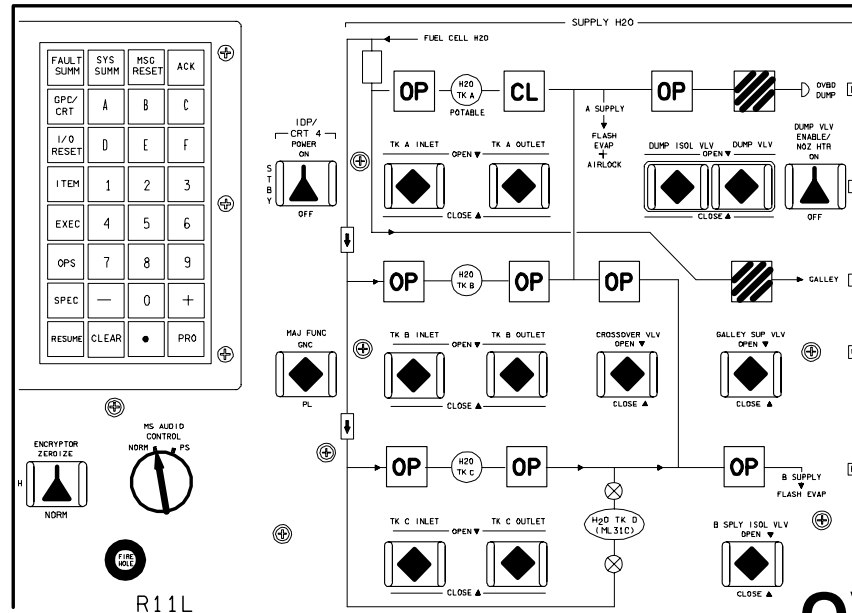 SUPPLY H2O
FUEL CELL H2O
FAULT SUMM
SYS SUMM
MSG RESET
ACK
GPC/ CRT
A
B
C
I/O RESET
D
E
F
ITEM
1
2
3
EXEC
4
5
6
OPS
7
8
9
SPEC
—
0
+
RESUME
CLEAR
•
PRO
IDP/ CRT 4
POWER
ON
STBY
OFF
OP
H2O TK A
POTABLE
CL
OP
OVBD DUMP
A SUPPLY
FLASH EVAP + AIRLOCK
TK A INLET
OPEN ▼
TK A OUTLET
CLOSE ▲
DUMP ISOL VLV
DUMP VLV
OPEN ▼
CLOSE ▲
DUMP VLV ENABLE/ NOZ HTR
ON
OFF
OP
H2O TK B
OP
OP
GALLEY
MAJ FUNC
GNC
PL
TK B INLET
OPEN ▼
TK B OUTLET
CLOSE ▲
CROSSOVER VLV
OPEN ▼
CLOSE ▲
GALLEY SUP VLV
OPEN ▼
CLOSE ▲
ENCRYPTOR
ZEROIZE
H
NORM
MS AUDIO CONTROL
NORM
PS
OP
H2O TK C
OP
OP
B SUPPLY
FLASH EVAP
H2O TK D
(ML31C)
TK C INLET
OPEN ▼
TK C OUTLET
CLOSE ▲
B SPLY ISOL VLV
OPEN ▼
CLOSE ▲
FIRE HOLE
R11L